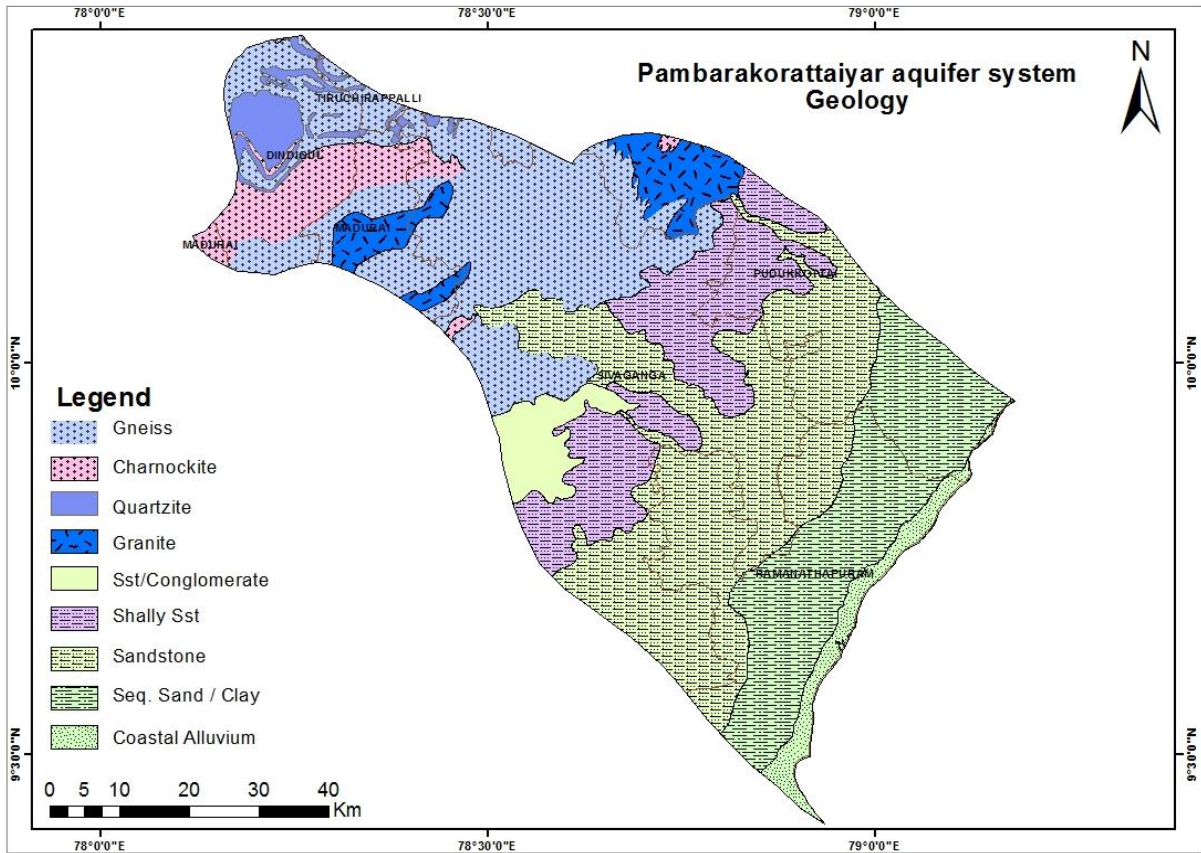 78°0'0"E
78°30'0"E
79°0'0"E
Pambarakorattaiyar aquifer system
Geology
N
TIRUCHIRAPPALLI
DINDIGUL
MADURAI
MADURAI
PUDUKKOTTAI
SIVAGANGA
RAMANATHAPURAM
10°0'0"N
10°0'0"N
Legend
Gneiss
Charnockite
Quartzite
Granite
Sst/Conglomerate
Shally Sst
Sandstone
Seq. Sand / Clay
Coastal Alluvium
9°30'0"N
9°30'0"N
0 5 10 20 30 40
Km
78°0'0"E
78°30'0"E
79°0'0"E